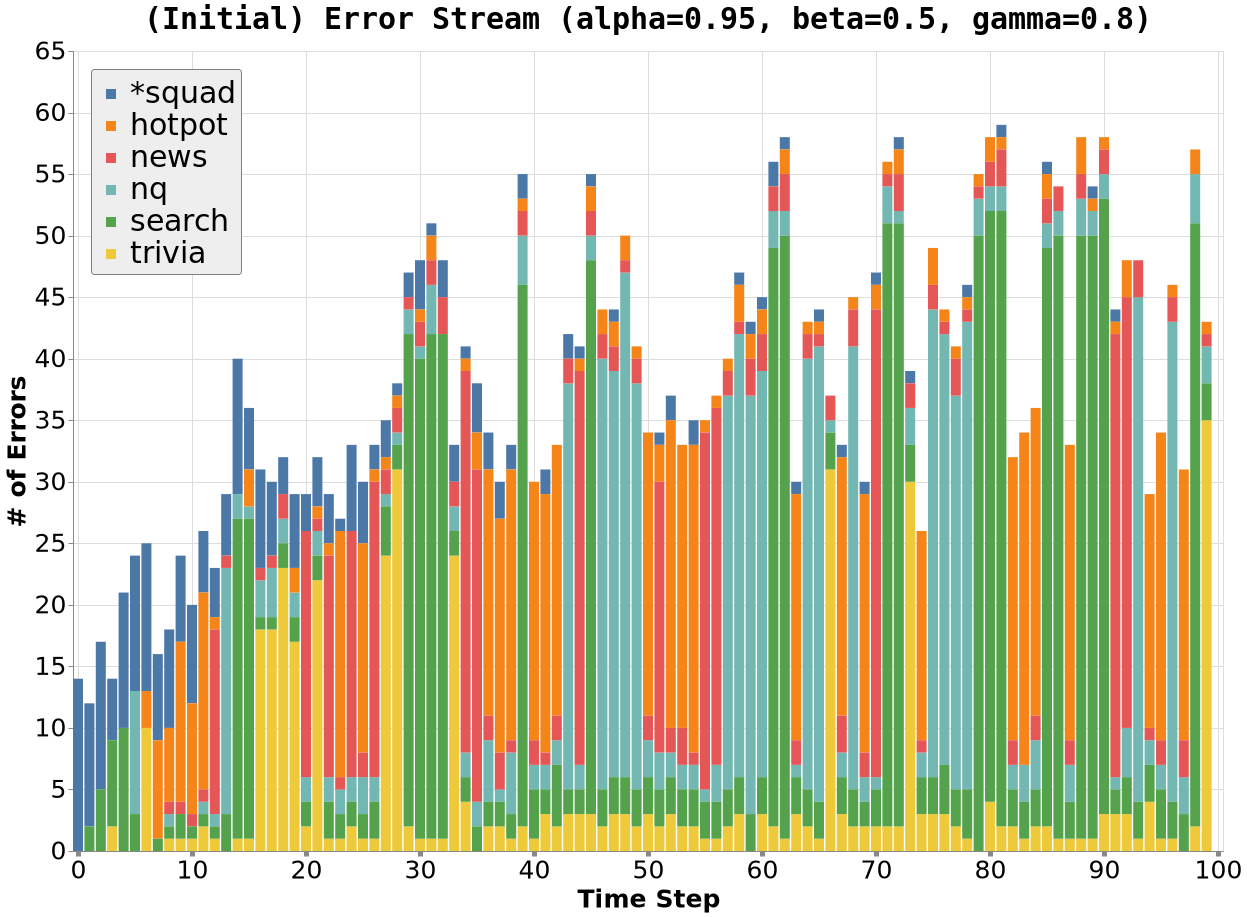 (Initial) Error Stream (alpha=0.95, beta=0.5, gamma=0.8)
65
60
55
50
45
40
35
30
25
20
15
10
5
0
# of Errors
*squad
hotpot
news
nq
search
trivia
0 10 20 30 40 50 60 70 80 90 100
Time Step